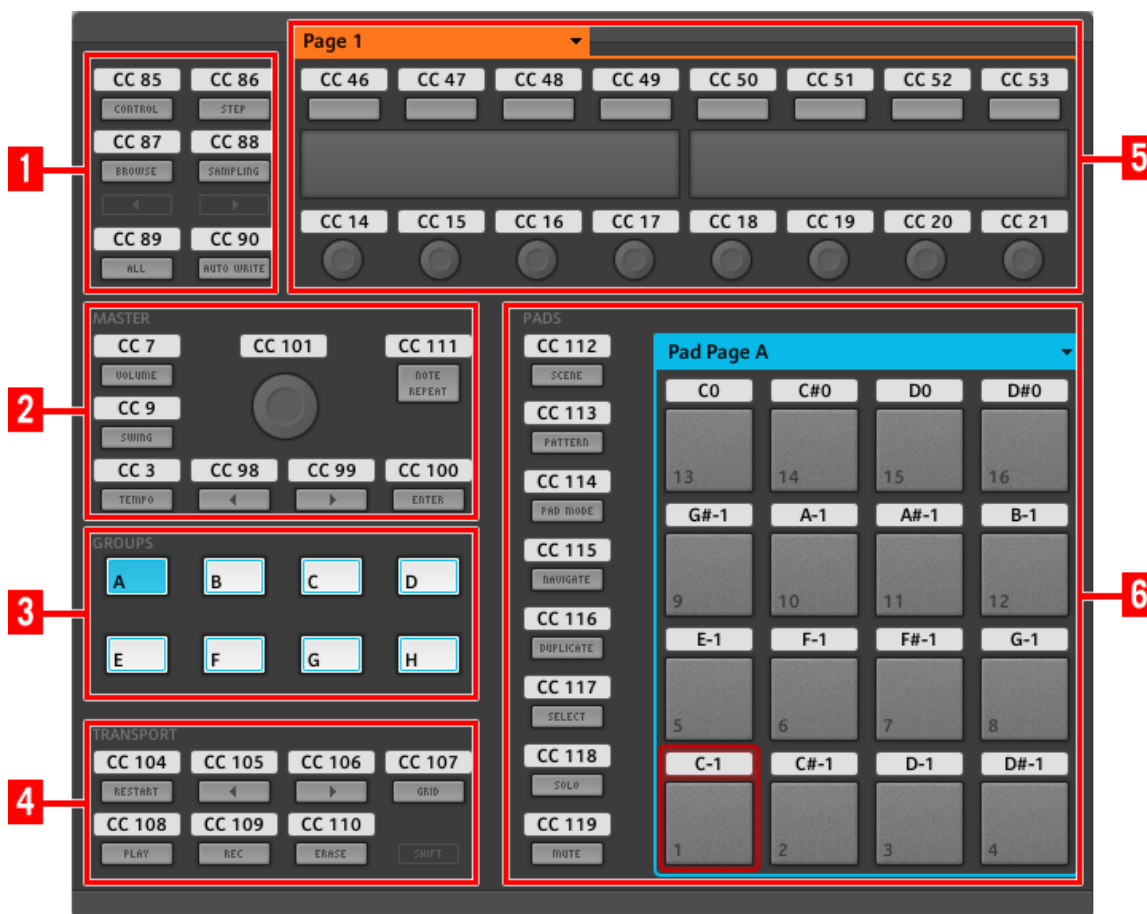 Page 1
CC 85 CC 86
CONTROL STEP
CC 87 CC 88
BROWSE SAMPLING
CC 89 CC 90
ALL AUTO WRITE
1
CC 46 CC 47 CC 48 CC 49 CC 50 CC 51 CC 52 CC 53
CC 14 CC 15 CC 16 CC 17 CC 18 CC 19 CC 20 CC 21
5
MASTER
CC 7 CC 101 CC 111
VOLUME NOTE REPEAT
CC 9
SWING
CC 3 CC 98 CC 99 CC 100
TEMPO ENTER
2
GROUPS
A B C D
E F G H
3
TRANSPORT
CC 104 CC 105 CC 106 CC 107
RESTART GRID
CC 108 CC 109 CC 110
PLAY REC ERASE SHIFT
4
PADS
CC 112
SCENE
CC 113
PATTERN
CC 114
PAD MODE
CC 115
NAVIGATE
CC 116
DUPLICATE
CC 117
SELECT
CC 118
SOLO
CC 119
MUTE
Pad Page A
C0 C#0 D0 D#0
13 14 15 16
G#-1 A-1 A#-1 B-1
9 10 11 12
E-1 F-1 F#-1 G-1
5 6 7 8
C-1 C#-1 D-1 D#-1
1 2 3 4
6